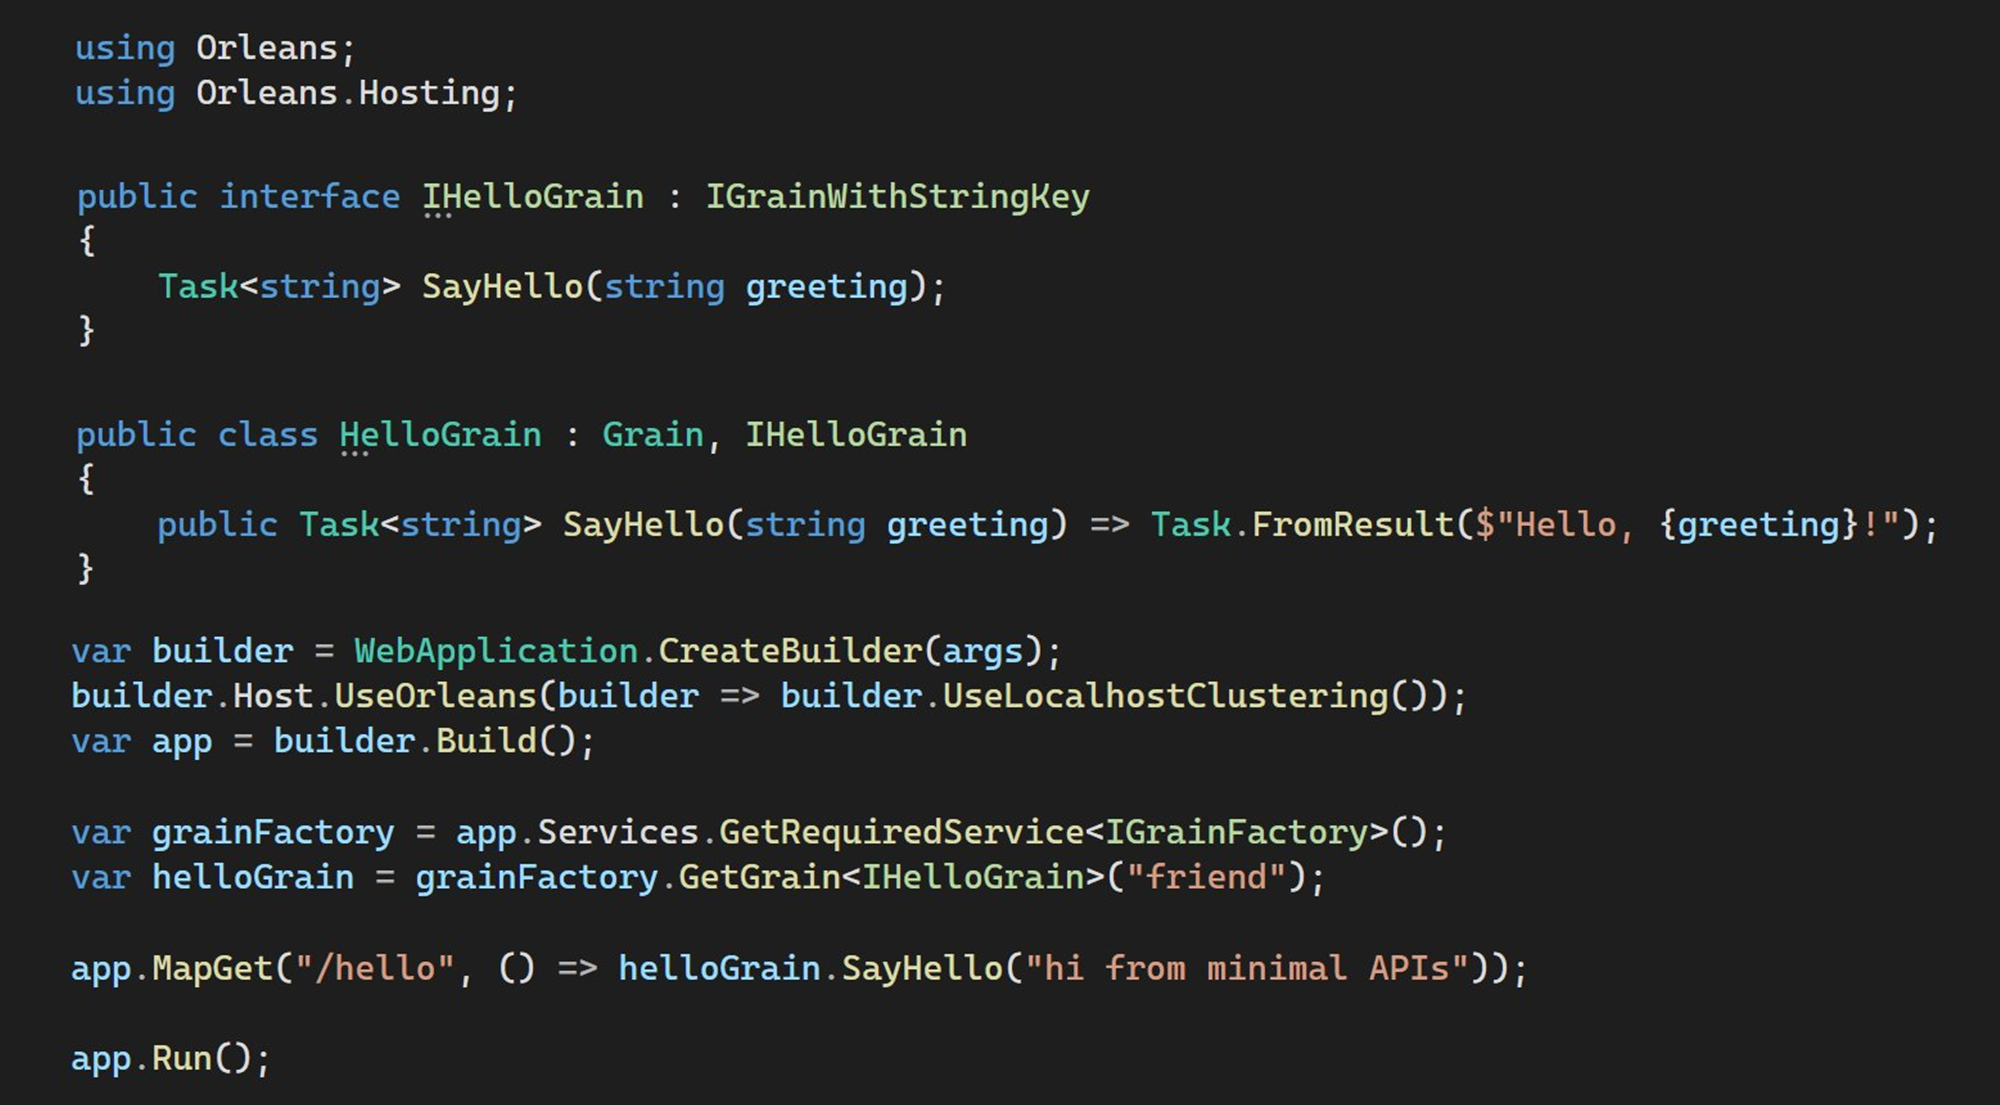 using Orleans;
using Orleans.Hosting;
public interface IHelloGrain : IGrainWithStringKey
{
    Task<string> SayHello(string greeting);
}
public class HelloGrain : Grain, IHelloGrain
{
    public Task<string> SayHello(string greeting) => Task.FromResult($"Hello, {greeting}!");
}
var builder = WebApplication.CreateBuilder(args);
builder.Host.UseOrleans(builder => builder.UseLocalhostClustering());
var app = builder.Build();
var grainFactory = app.Services.GetRequiredService<IGrainFactory>();
var helloGrain = grainFactory.GetGrain<IHelloGrain>("friend");
app.MapGet("/hello", () => helloGrain.SayHello("hi from minimal APIs"));
app.Run();